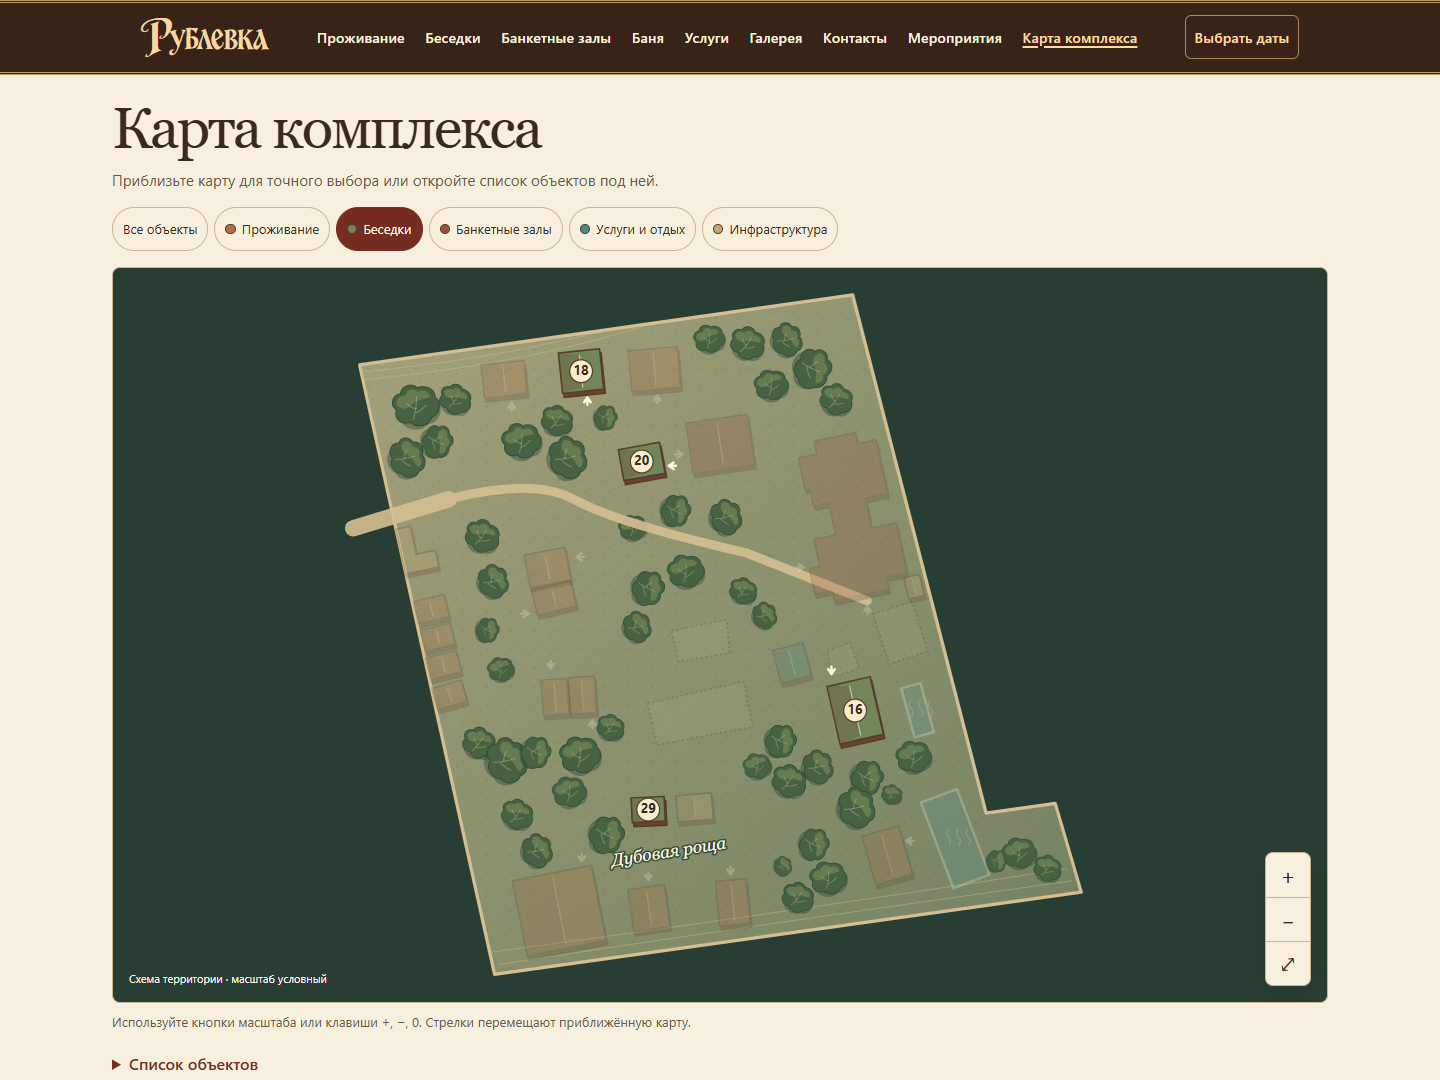 Рублевка
Проживание Беседки Банкетные залы Баня Услуги Галерея Контакты Мероприятия Карта комплекса Выбрать даты
Карта комплекса
Приблизьте карту для точного выбора или откройте список объектов под ней.
Все объекты Проживание Беседки Банкетные залы Услуги и отдых Инфраструктура
18
20
16
29
Дубовая роща
+
−
Схема территории · масштаб условный
Используйте кнопки масштаба или клавиши +, −, 0. Стрелки перемещают приближённую карту.
Список объектов